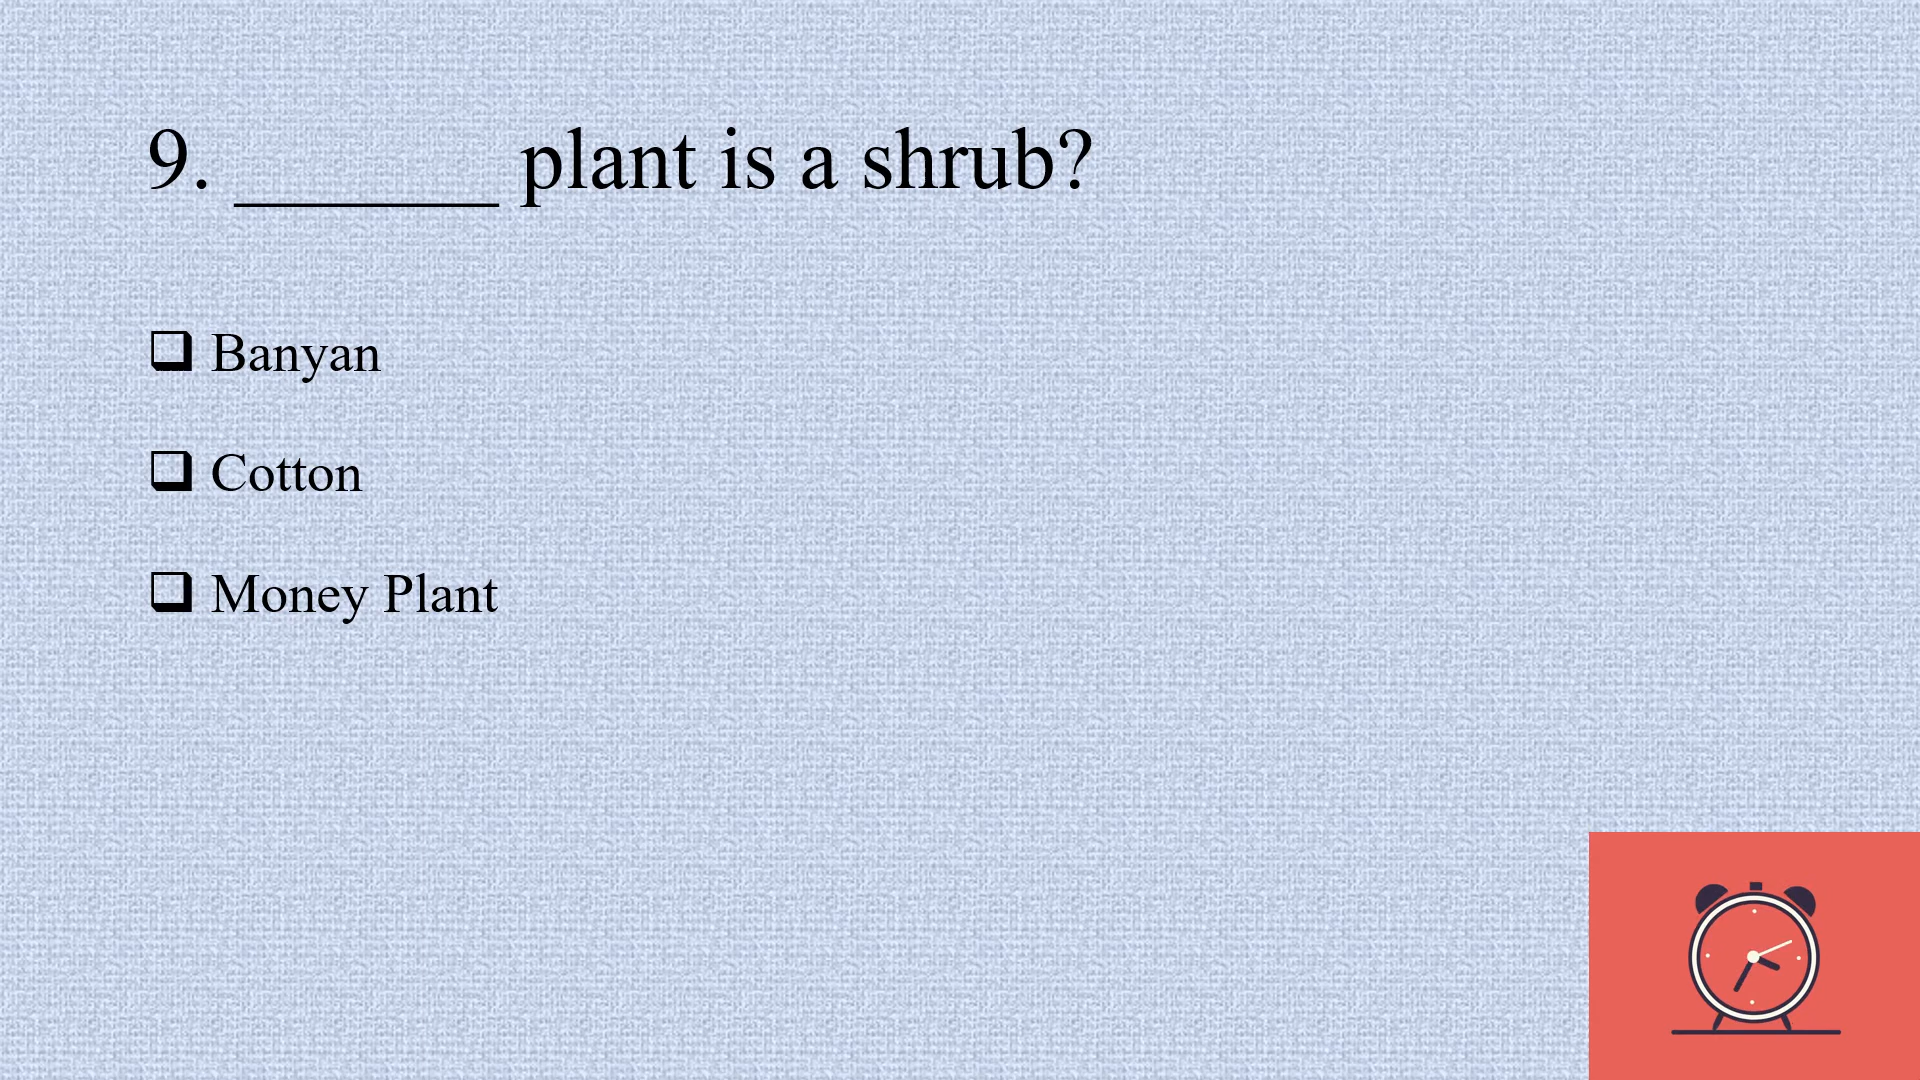 9. ______ plant is a shrub?
❑ Banyan
❑ Cotton
❑ Money Plant